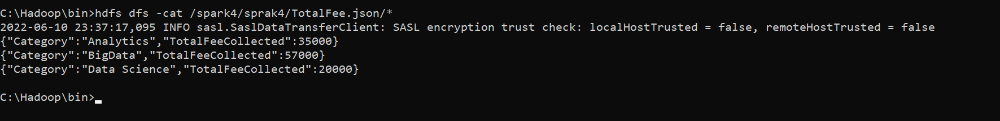 C:\Hadoop\bin>hdfs dfs -cat /spark4/sprak4/TotalFee.json/*
2022-06-10 23:37:17,095 INFO sasl.SaslDataTransferClient: SASL encryption trust check: localHostTrusted = false, remoteHostTrusted = false
{"Category":"Analytics","TotalFeeCollected":35000}
{"Category":"BigData","TotalFeeCollected":57000}
{"Category":"Data Science","TotalFeeCollected":20000}
C:\Hadoop\bin>